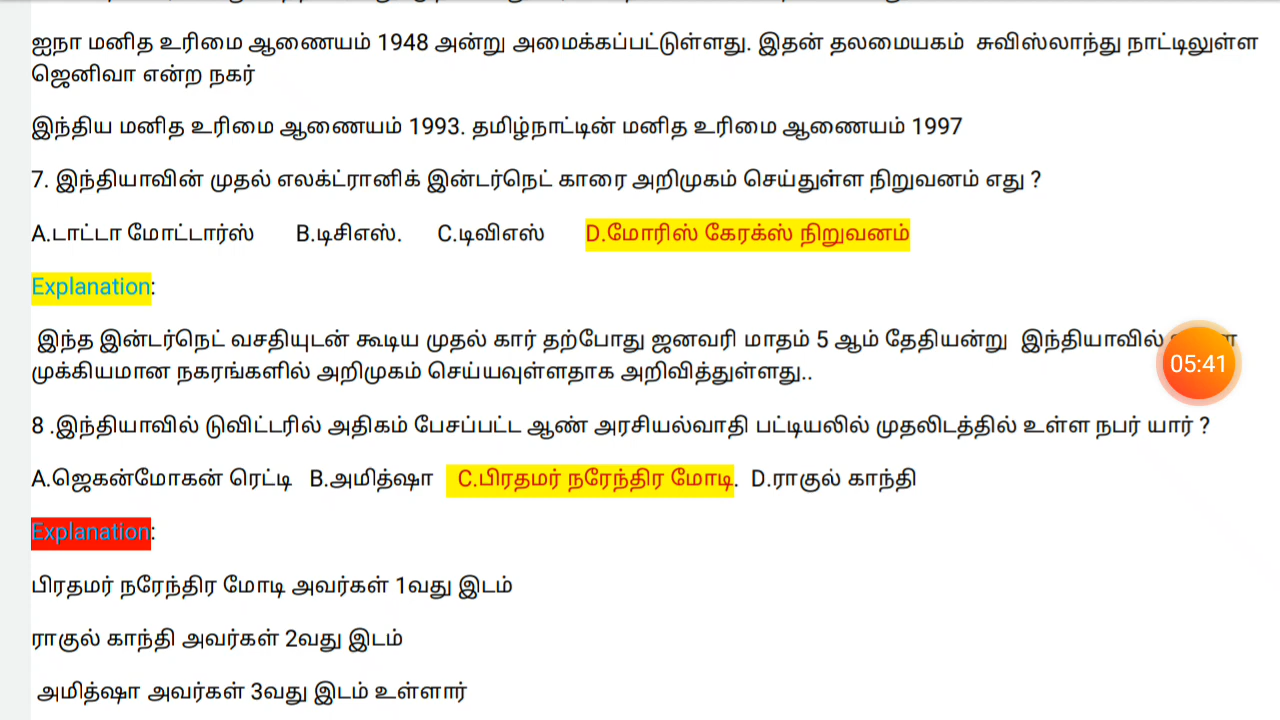 ஐநா மனித உரிமை ஆணையம் 1948 அன்று அமைக்கப்பட்டுள்ளது. இதன் தலமையகம் சுவிஸ்லாந்து நாட்டிலுள்ள
ஜெனிவா என்ற நகர்
இந்திய மனித உரிமை ஆணையம் 1993. தமிழ்நாட்டின் மனித உரிமை ஆணையம் 1997
7. இந்தியாவின் முதல் எலக்ட்ரானிக் இன்டர்நெட் காரை அறிமுகம் செய்துள்ள நிறுவனம் எது ?
A.டாட்டா மோட்டார்ஸ் B.டிசிஎஸ். C.டிவிஎஸ் D.மோரிஸ் கேரக்ஸ் நிறுவனம்
Explanation:
இந்த இன்டர்நெட் வசதியுடன் கூடிய முதல் கார் தற்போது ஜனவரி மாதம் 5 ஆம் தேதியன்று இந்தியாவில்
05:41
முக்கியமான நகரங்களில் அறிமுகம் செய்யவுள்ளதாக அறிவித்துள்ளது..
8 .இந்தியாவில் டுவிட்டரில் அதிகம் பேசப்பட்ட ஆண் அரசியல்வாதி பட்டியலில் முதலிடத்தில் உள்ள நபர் யார் ?
A.ஜெகன்மோகன் ரெட்டி B.அமித்ஷா C.பிரதமர் நரேந்திர மோடி. D.ராகுல் காந்தி
Explanation:
பிரதமர் நரேந்திர மோடி அவர்கள் 1வது இடம்
ராகுல் காந்தி அவர்கள் 2வது இடம்
அமித்ஷா அவர்கள் 3வது இடம் உள்ளார்